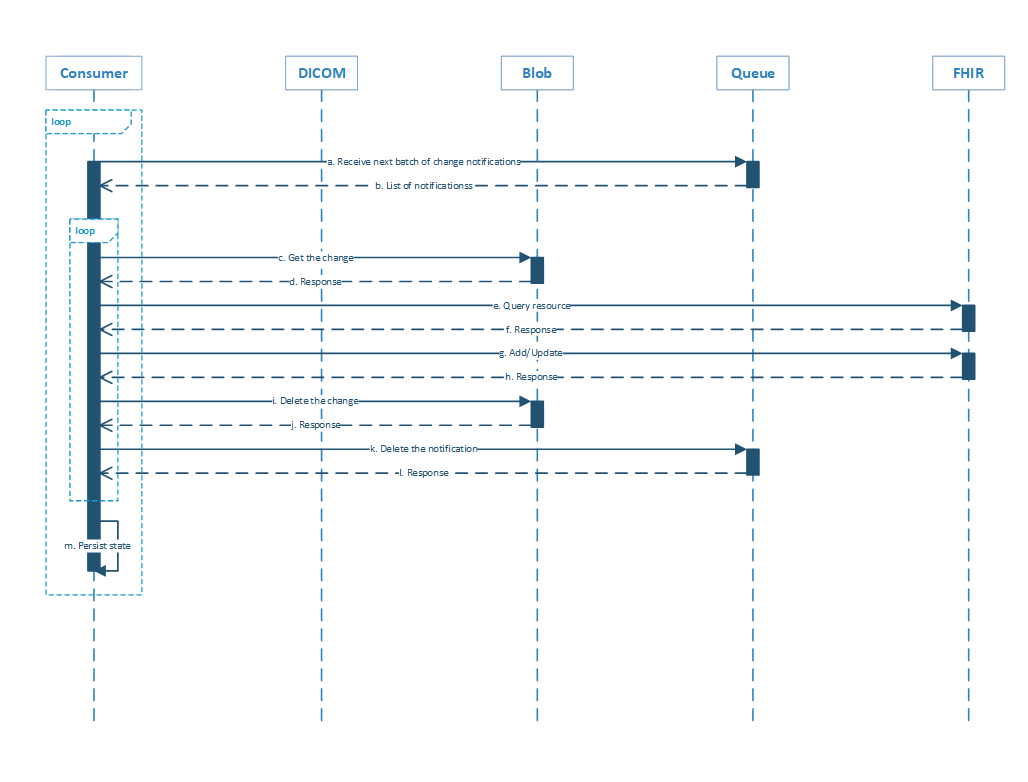 Consumer
DICOM
Blob
Queue
FHIR
loop
a. Receive next batch of change notifications
b. List of notificationss
loop
c. Get the change
d. Response
e. Query resource
f. Response
g. Add/Update
h. Response
i. Delete the change
j. Response
k. Delete the notification
l. Response
m. Persist state